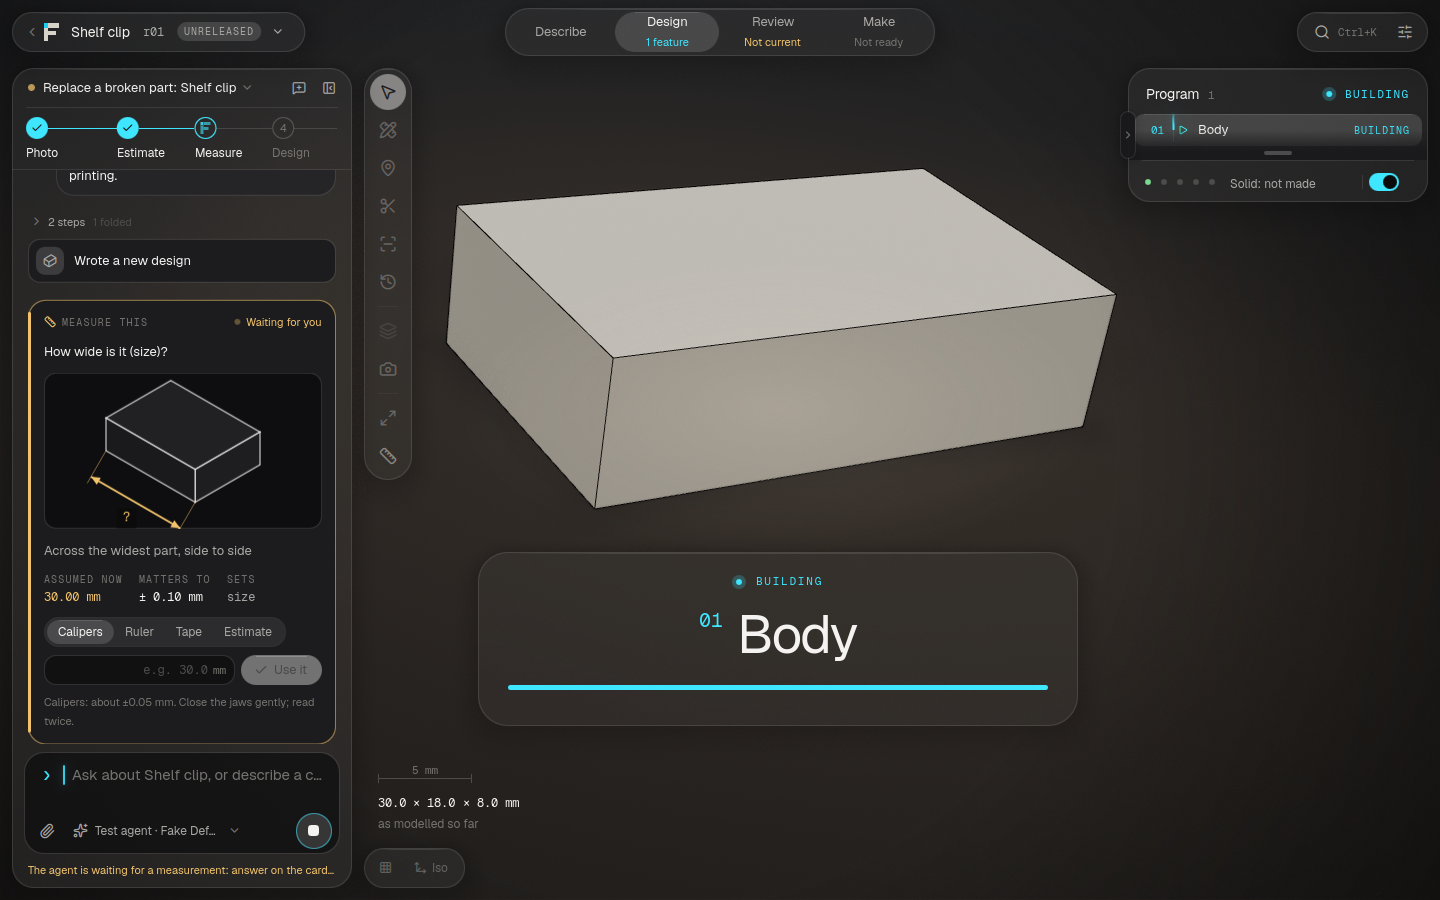 Shelf clip r01 UNRELEASED
Describe
Design
1 feature
Review
Not current
Make
Not ready
Ctrl+K
Replace a broken part: Shelf clip
4
Photo Estimate Measure Design
printing.
2 steps 1 folded
Wrote a new design
MEASURE THIS Waiting for you
How wide is it (size)?
?
Across the widest part, side to side
ASSUMED NOW MATTERS TO SETS
30.00 mm ± 0.10 mm size
Calipers Ruler Tape Estimate
e.g. 30.0 mm Use it
Calipers: about ±0.05 mm. Close the jaws gently; read
twice.
Ask about Shelf clip, or describe a c…
Test agent · Fake Def…
The agent is waiting for a measurement: answer on the card…
Program 1 BUILDING
01 Body BUILDING
Solid: not made
BUILDING
01 Body
5 mm
30.0 × 18.0 × 8.0 mm
as modelled so far
Iso